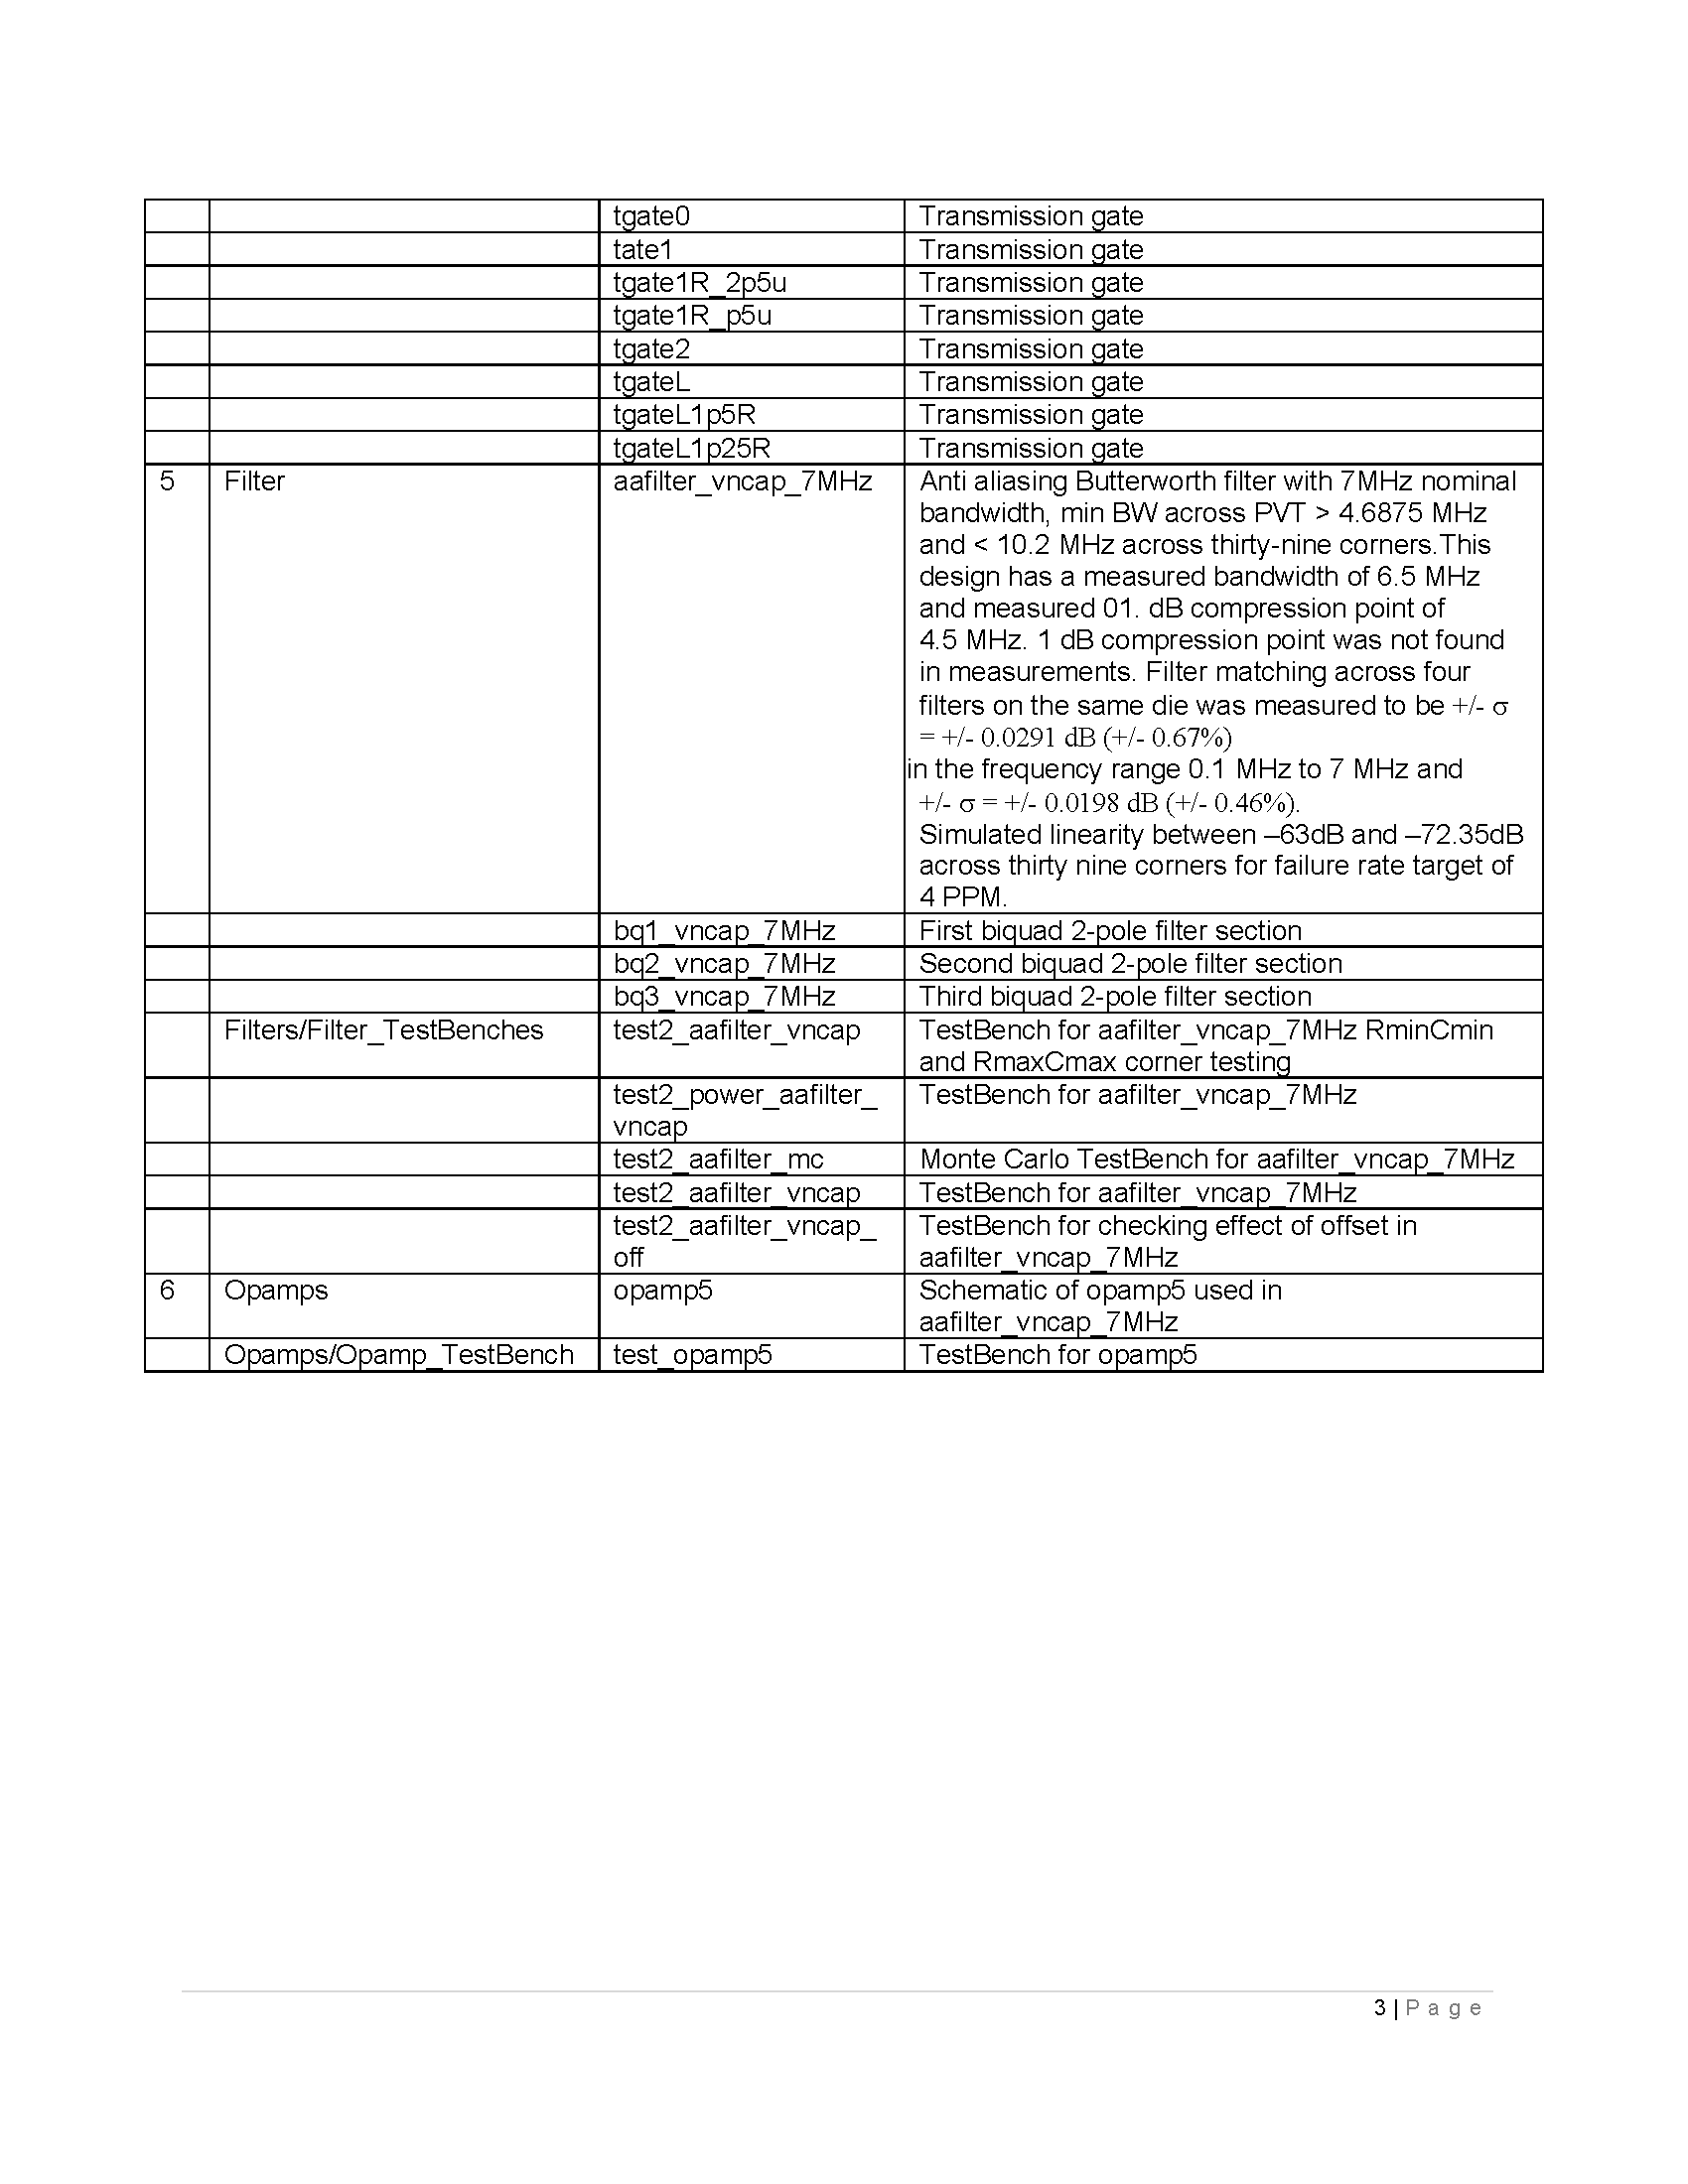 tgate0 Transmission gate
tate1 Transmission gate
tgate1R_2p5u Transmission gate
tgate1R_p5u Transmission gate
tgate2 Transmission gate
tgateL Transmission gate
tgateL1p5R Transmission gate
tgateL1p25R Transmission gate
5 Filter aafilter_vncap_7MHz Anti aliasing Butterworth filter with 7MHz nominal
bandwidth, min BW across PVT > 4.6875 MHz
and < 10.2 MHz across thirty-nine corners.This
design has a measured bandwidth of 6.5 MHz
and measured 01. dB compression point of
4.5 MHz. 1 dB compression point was not found
in measurements. Filter matching across four
filters on the same die was measured to be +/- σ
= +/- 0.0291 dB (+/- 0.67%)
in the frequency range 0.1 MHz to 7 MHz and
+/- σ = +/- 0.0198 dB (+/- 0.46%).
Simulated linearity between –63dB and –72.35dB
across thirty nine corners for failure rate target of
4 PPM.
bq1_vncap_7MHz First biquad 2-pole filter section
bq2_vncap_7MHz Second biquad 2-pole filter section
bq3_vncap_7MHz Third biquad 2-pole filter section
Filters/Filter_TestBenches test2_aafilter_vncap TestBench for aafilter_vncap_7MHz RminCmin
and RmaxCmax corner testing
test2_power_aafilter_ TestBench for aafilter_vncap_7MHz
vncap
test2_aafilter_mc Monte Carlo TestBench for aafilter_vncap_7MHz
test2_aafilter_vncap TestBench for aafilter_vncap_7MHz
test2_aafilter_vncap_ TestBench for checking effect of offset in
off aafilter_vncap_7MHz
6 Opamps opamp5 Schematic of opamp5 used in
aafilter_vncap_7MHz
Opamps/Opamp_TestBench test_opamp5 TestBench for opamp5
3 | Page